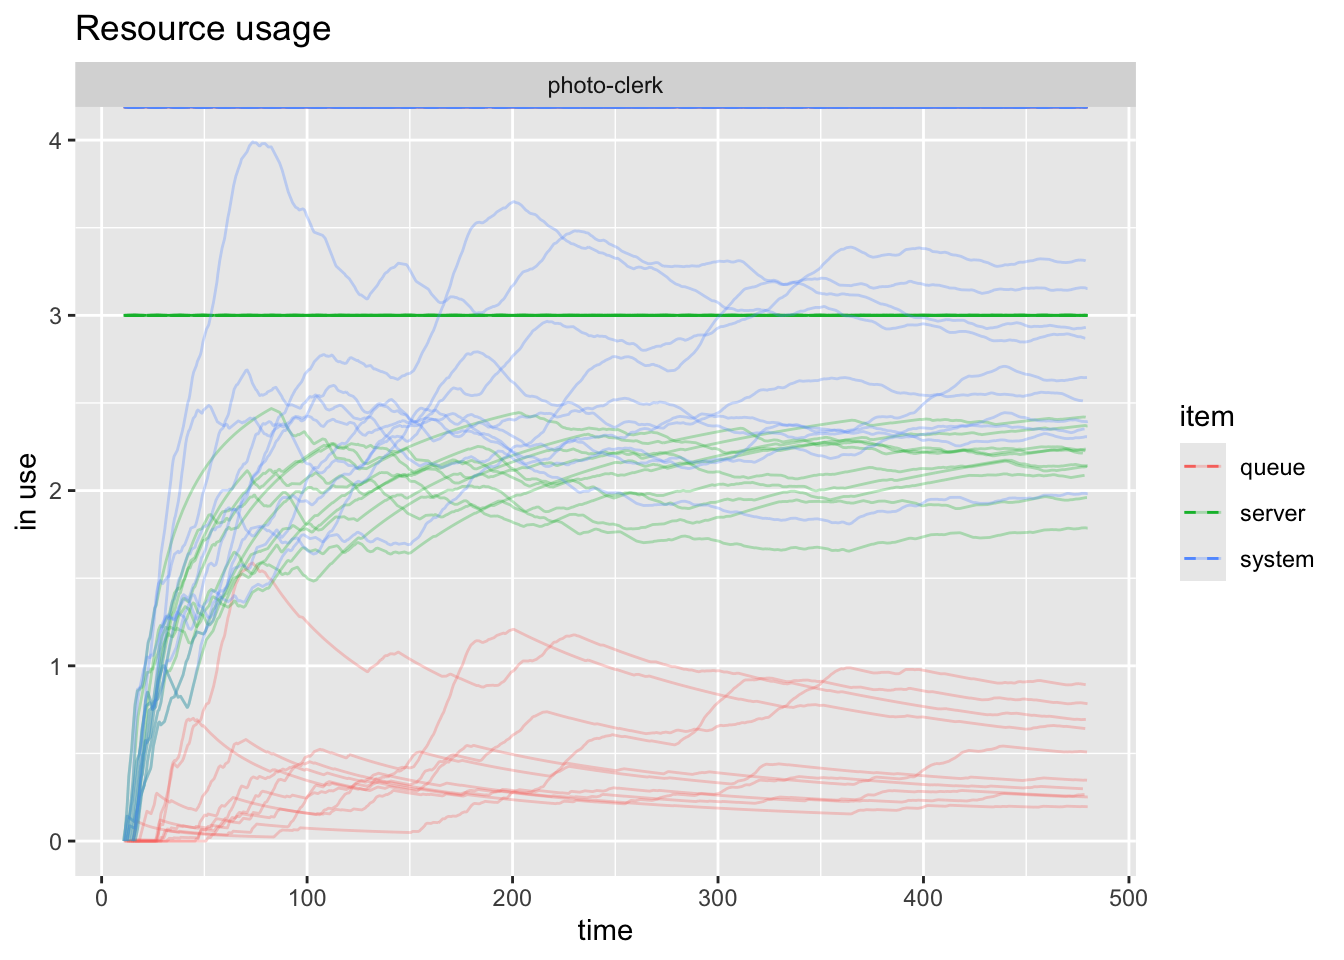 Resource usage
photo-clerk
4
3
2
1
0
in use
0 100 200 300 400 500
time
item
queue
server
system